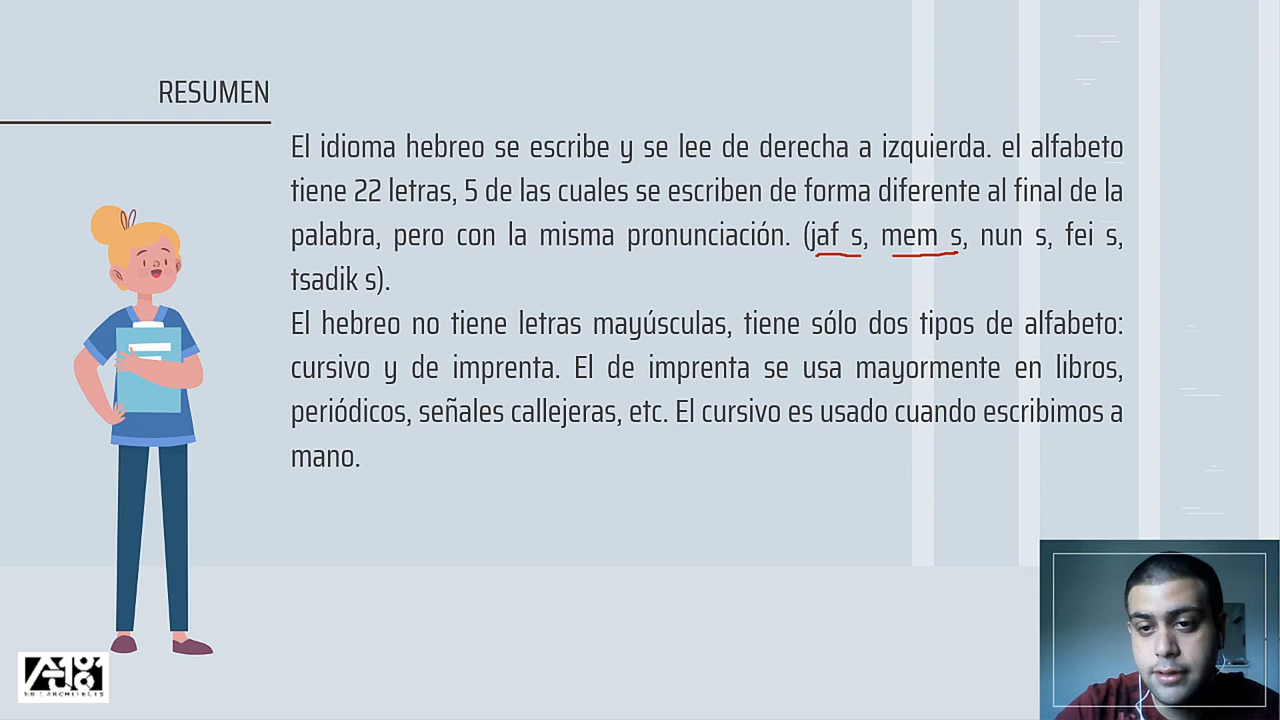 RESUMEN
El idioma hebreo se escribe y se lee de derecha a izquierda. el alfabeto
tiene 22 letras, 5 de las cuales se escriben de forma diferente al final de la
palabra, pero con la misma pronunciación. (jaf s, mem s, nun s, fei s,
tsadik s).
El hebreo no tiene letras mayúsculas, tiene sólo dos tipos de alfabeto:
cursivo y de imprenta. El de imprenta se usa mayormente en libros,
periódicos, señales callejeras, etc. El cursivo es usado cuando escribimos a
mano.